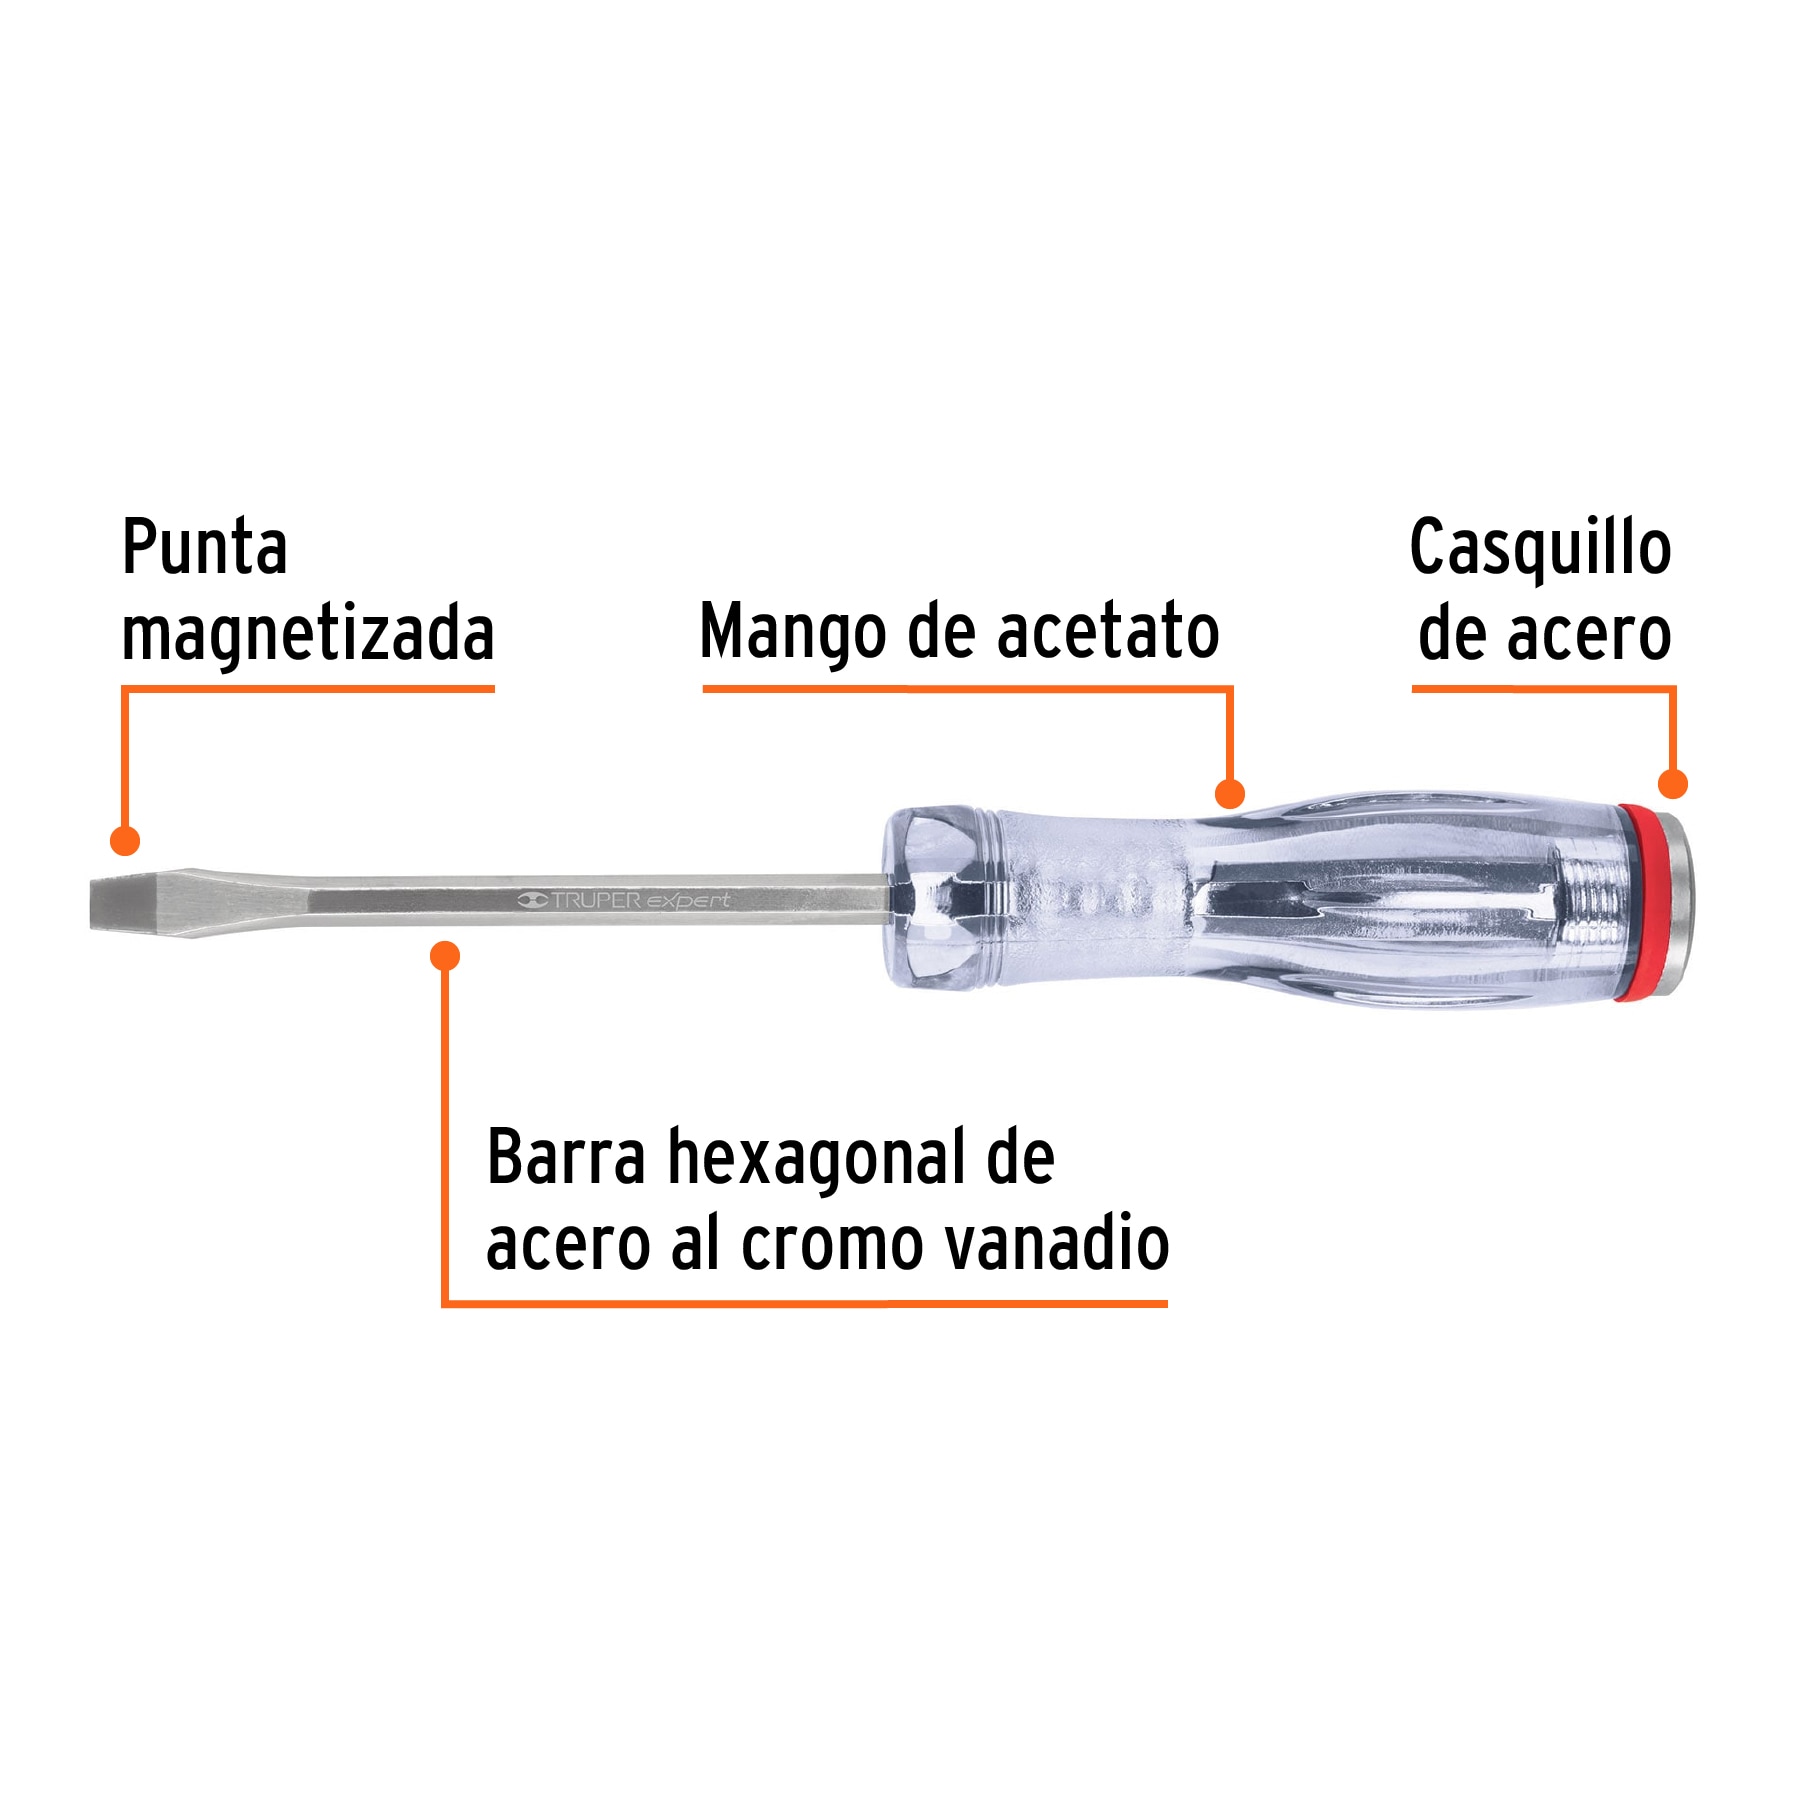 Punta
magnetizada
Mango de acetato
Casquillo
de acero
TRUPER expert
Barra hexagonal de
acero al cromo vanadio